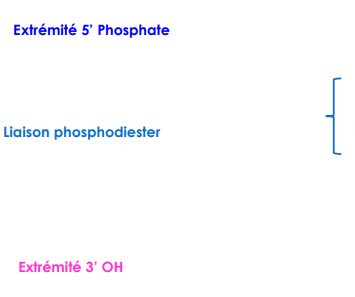 Extrémité 5' Phosphate
Liaison phosphodiester
Extrémité 3' OH